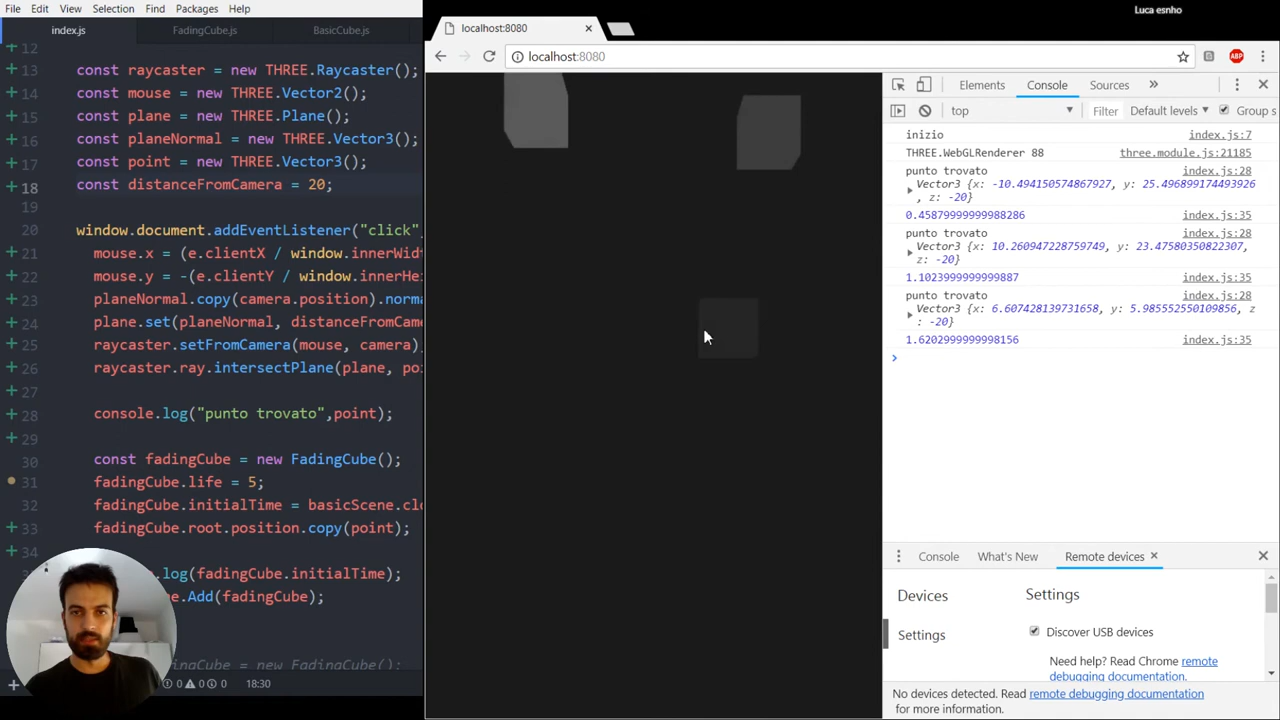 File Edit View Selection Find Packages Help
index.js FadingCube.js BasicCube.js
12
13 const raycaster = new THREE.Raycaster();
14 const mouse = new THREE.Vector2();
15 const plane = new THREE.Plane();
16 const planeNormal = new THREE.Vector3();
17 const point = new THREE.Vector3();
18 const distanceFromCamera = 20;
19
20 window.document.addEventListener("click",
21 mouse.x = (e.clientX / window.innerWid
22 mouse.y = -(e.clientY / window.innerHe
23 planeNormal.copy(camera.position).norm
24 plane.set(planeNormal, distanceFromCam
25 raycaster.setFromCamera(mouse, camera)
26 raycaster.ray.intersectPlane(plane, po
27
28 console.log("punto trovato",point);
29
30 const fadingCube = new FadingCube();
31 fadingCube.life = 5;
32 fadingCube.initialTime = basicScene.clo
33 fadingCube.root.position.copy(point);
34
.log(fadingCube.initialTime);
e.Add(fadingCube);
ingCube = new FadingCube();
0 0 0 18:30
Luca esnho
localhost:8080
localhost:8080
ABP
Elements Console Sources
top Filter Default levels Group s
inizio index.js:7
THREE.WebGLRenderer 88 three.module.js:21185
punto trovato index.js:28
Vector3 {x: -10.494150574867927, y: 25.496899174493926
, z: -20}
0.45879999999988286 index.js:35
punto trovato index.js:28
Vector3 {x: 10.260947228759749, y: 23.47580350822307,
z: -20}
1.1023999999999887 index.js:35
punto trovato index.js:28
Vector3 {x: 6.607428139731658, y: 5.985552550109856, z
: -20}
1.6202999999998156 index.js:35
Console What's New Remote devices
Devices
Settings
Settings
Discover USB devices
Need help? Read Chrome remote
debugging documentation.
No devices detected. Read remote debugging documentation
for more information.